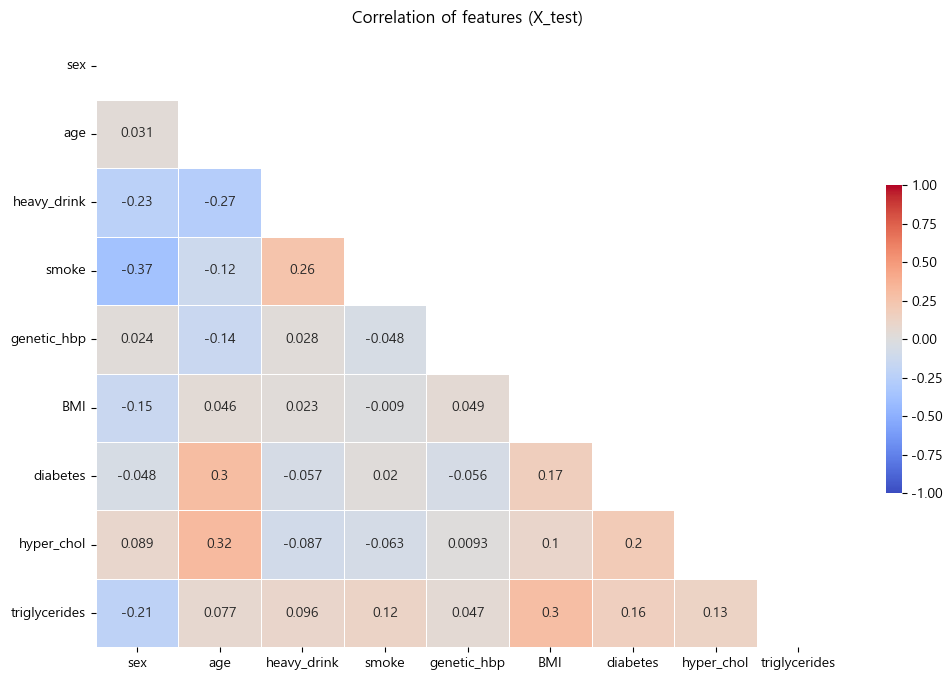 Correlation of features (X_test)
sex
age 0.031
heavy_drink -0.23 -0.27
smoke -0.37 -0.12 0.26
genetic_hbp 0.024 -0.14 0.028 -0.048
BMI -0.15 0.046 0.023 -0.009 0.049
diabetes -0.048 0.3 -0.057 0.02 -0.056 0.17
hyper_chol 0.089 0.32 -0.087 -0.063 0.0093 0.1 0.2
triglycerides -0.21 0.077 0.096 0.12 0.047 0.3 0.16 0.13
sex age heavy_drink smoke genetic_hbp BMI diabetes hyper_chol triglycerides
1.00
0.75
0.50
0.25
0.00
-0.25
-0.50
-0.75
-1.00